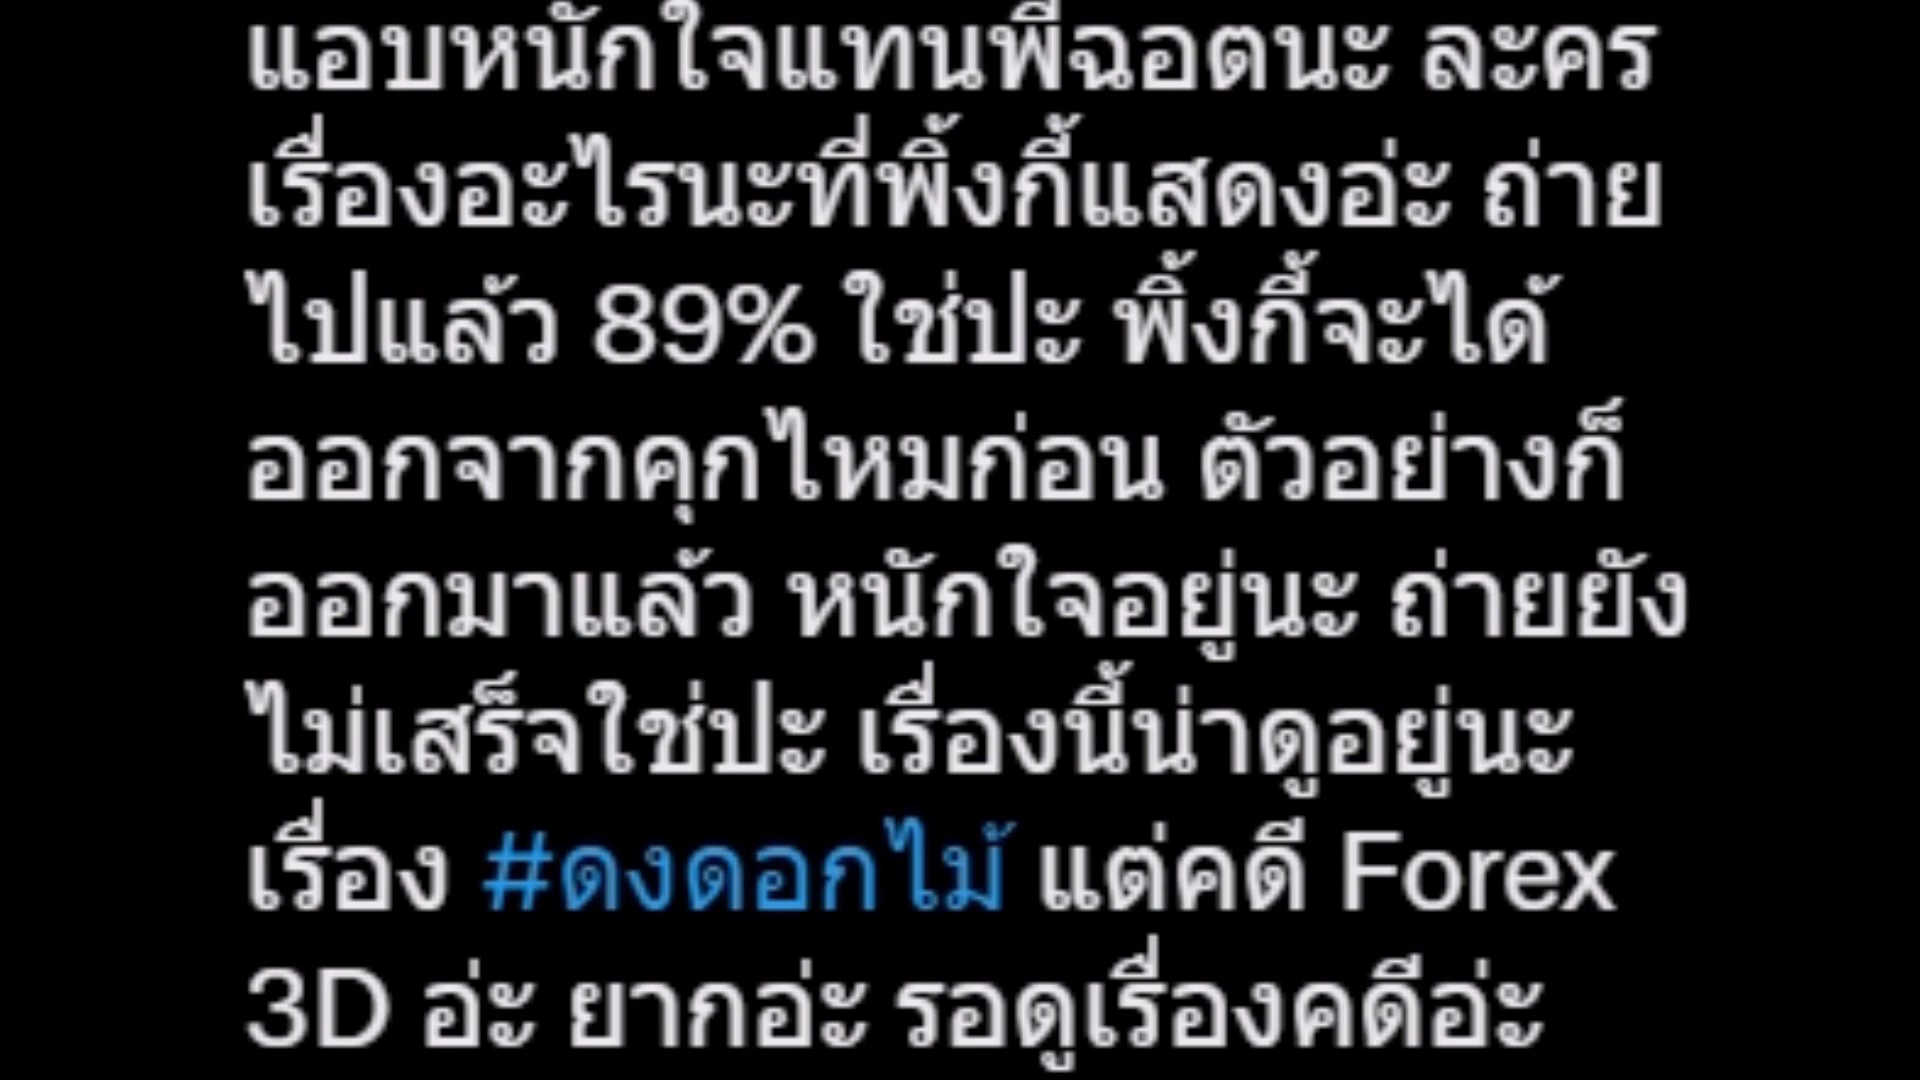 แอบหนักใจแทนพี่ฉอตนะ ละคร
เรื่องอะไรนะที่พิ้งกี้แสดงอ่ะ ถ่าย
ไปแล้ว 89% ใช่ปะ พิ้งกี้จะได้
ออกจากคุกไหมก่อน ตัวอย่างก็
ออกมาแล้ว หนักใจอยู่นะ ถ่ายยัง
ไม่เสร็จใช่ปะ เรื่องนี้น่าดูอยู่นะ
เรื่อง #ดงดอกไม้ แต่คดี Forex
3D อ่ะ ยากอ่ะ รอดูเรื่องคดีอ่ะ